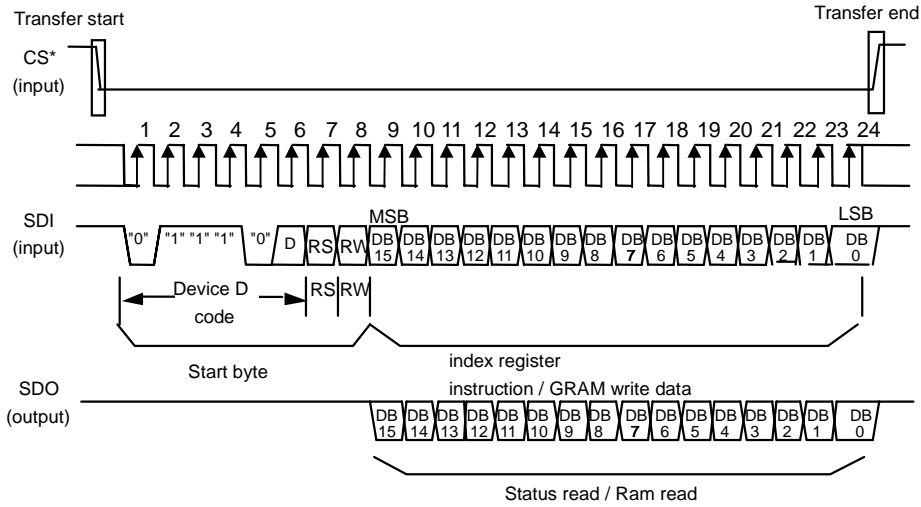 Transfer start
Transfer end
CS*
(input)
1 2 3 4 5 6 7 8 9 10 11 12 13 14 15 16 17 18 19 20 21 22 23 24
SDI
(input)
MSB
LSB
"0" "1" "1" "1" "0" D RS RW DB 15 DB 14 DB 13 DB 12 DB 11 DB 10 DB 9 DB 8 DB 7 DB 6 DB 5 DB 4 DB 3 DB 2 DB 1 DB 0
Device D
code
RS RW
Start byte
index register
instruction / GRAM write data
SDO
(output)
DB 15 DB 14 DB 13 DB 12 DB 11 DB 10 DB 9 DB 8 DB 7 DB 6 DB 5 DB 4 DB 3 DB 2 DB 1 DB 0
Status read / Ram read